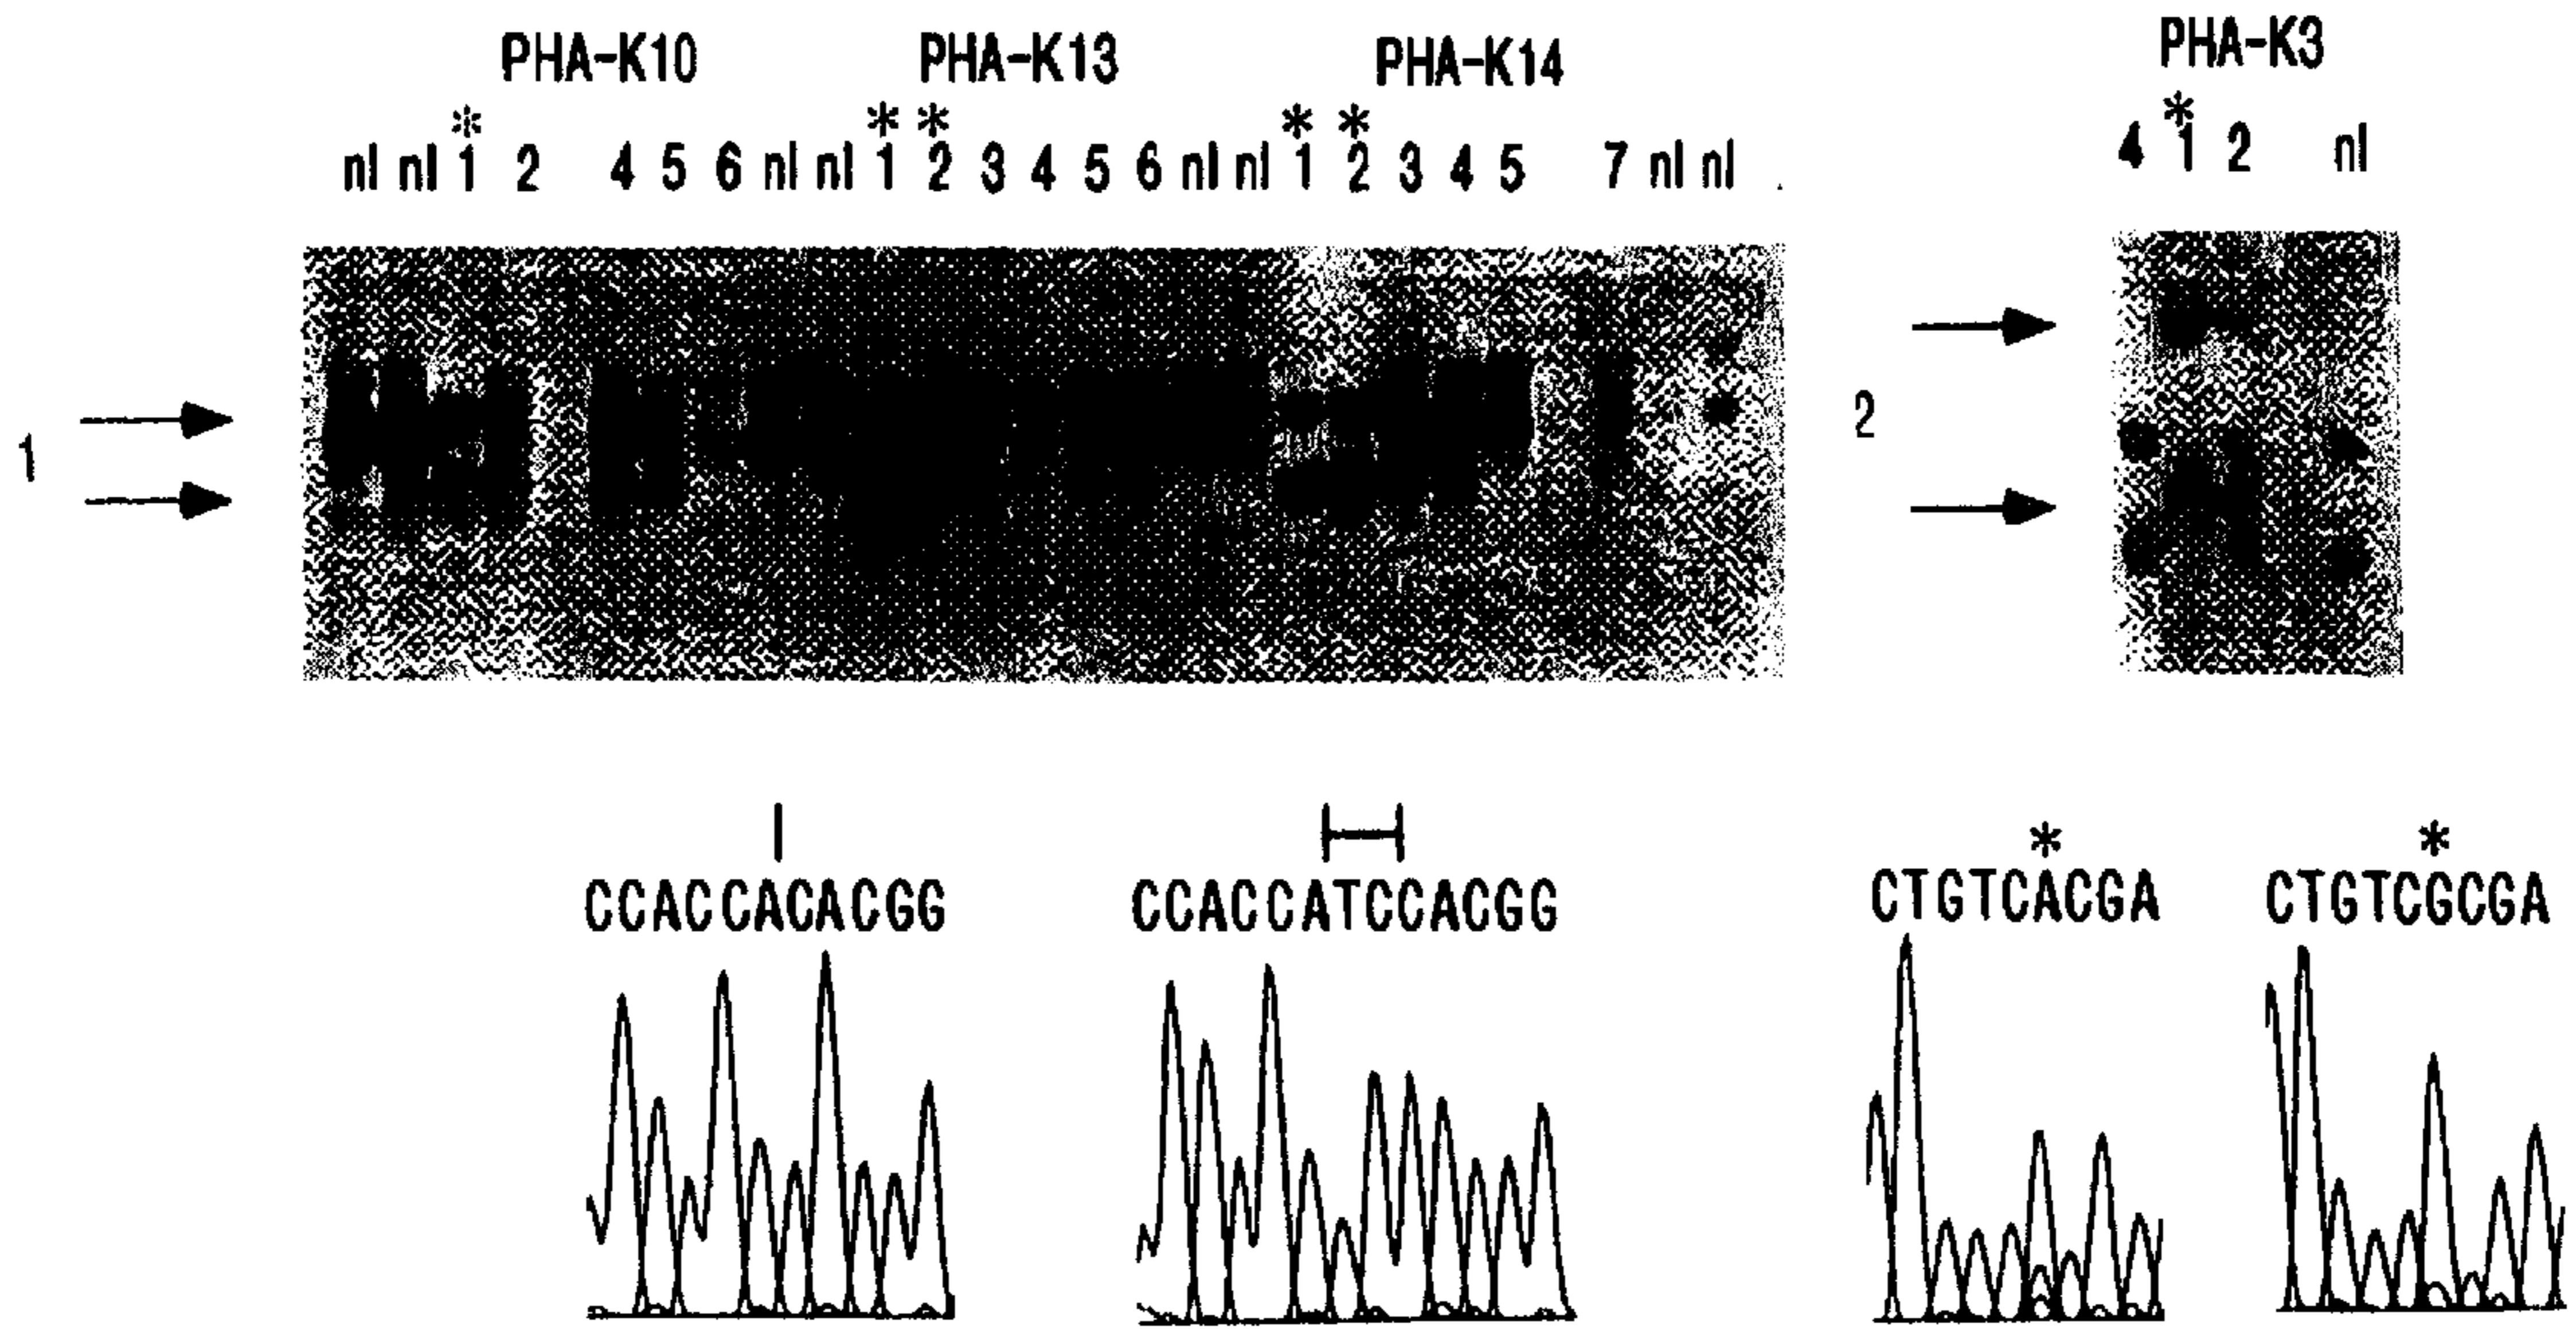 PHA-K10 PHA-K13 PHA-K14 PHA-K3
* * * * * *
nl nl 1 2 4 5 6 nl nl 1 2 3 4 5 6 nl nl 1 2 3 4 5 7 nl nl 4 1 2 nl
1 2
* *
CCACCACACGG CCACCATCCACGG CTGTCACGA CTGTCGCGA